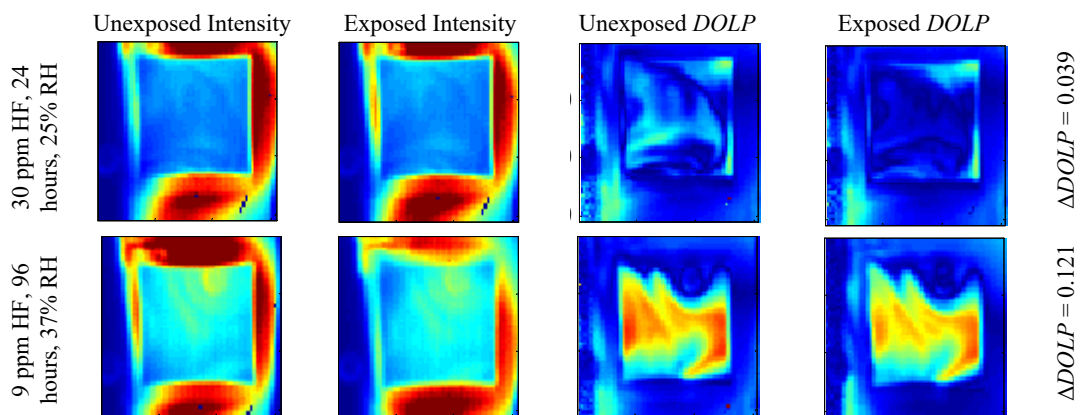 Unexposed Intensity
Exposed Intensity
Unexposed DOLP
Exposed DOLP
30 ppm HF, 24
hours, 25% RH
ΔDOLP = 0.039
9 ppm HF, 96
hours, 37% RH
ΔDOLP = 0.121